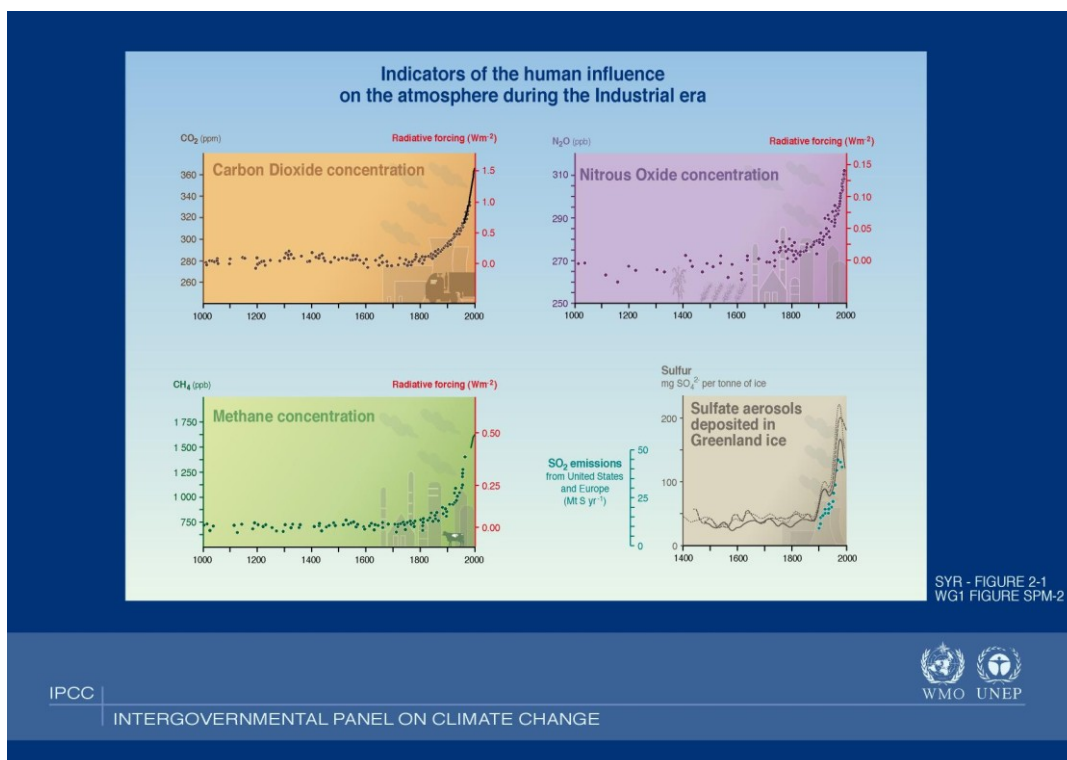 Indicators of the human influence
on the atmosphere during the Industrial era
CO₂ (ppm)
Radiative forcing (Wm⁻²)
Carbon Dioxide concentration
360
340
320
300
280
260
1.5
1.0
0.5
0.0
1000 1200 1400 1600 1800 2000
N₂O (ppb)
Radiative forcing (Wm⁻²)
Nitrous Oxide concentration
310
290
270
250
0.15
0.10
0.05
0.00
1000 1200 1400 1600 1800 2000
CH₄ (ppb)
Radiative forcing (Wm⁻²)
Methane concentration
1 750
1 500
1 250
1 000
750
0.50
0.25
0.00
1000 1200 1400 1600 1800 2000
Sulfur
mg SO₄²⁻ per tonne of ice
Sulfate aerosols
deposited in
Greenland ice
200
100
0
SO₂ emissions
from United States
and Europe
(Mt S yr⁻¹)
50
25
0
1400 1600 1800 2000
SYR - FIGURE 2-1
WG1 FIGURE SPM-2
WMO UNEP
IPCC
INTERGOVERNMENTAL PANEL ON CLIMATE CHANGE